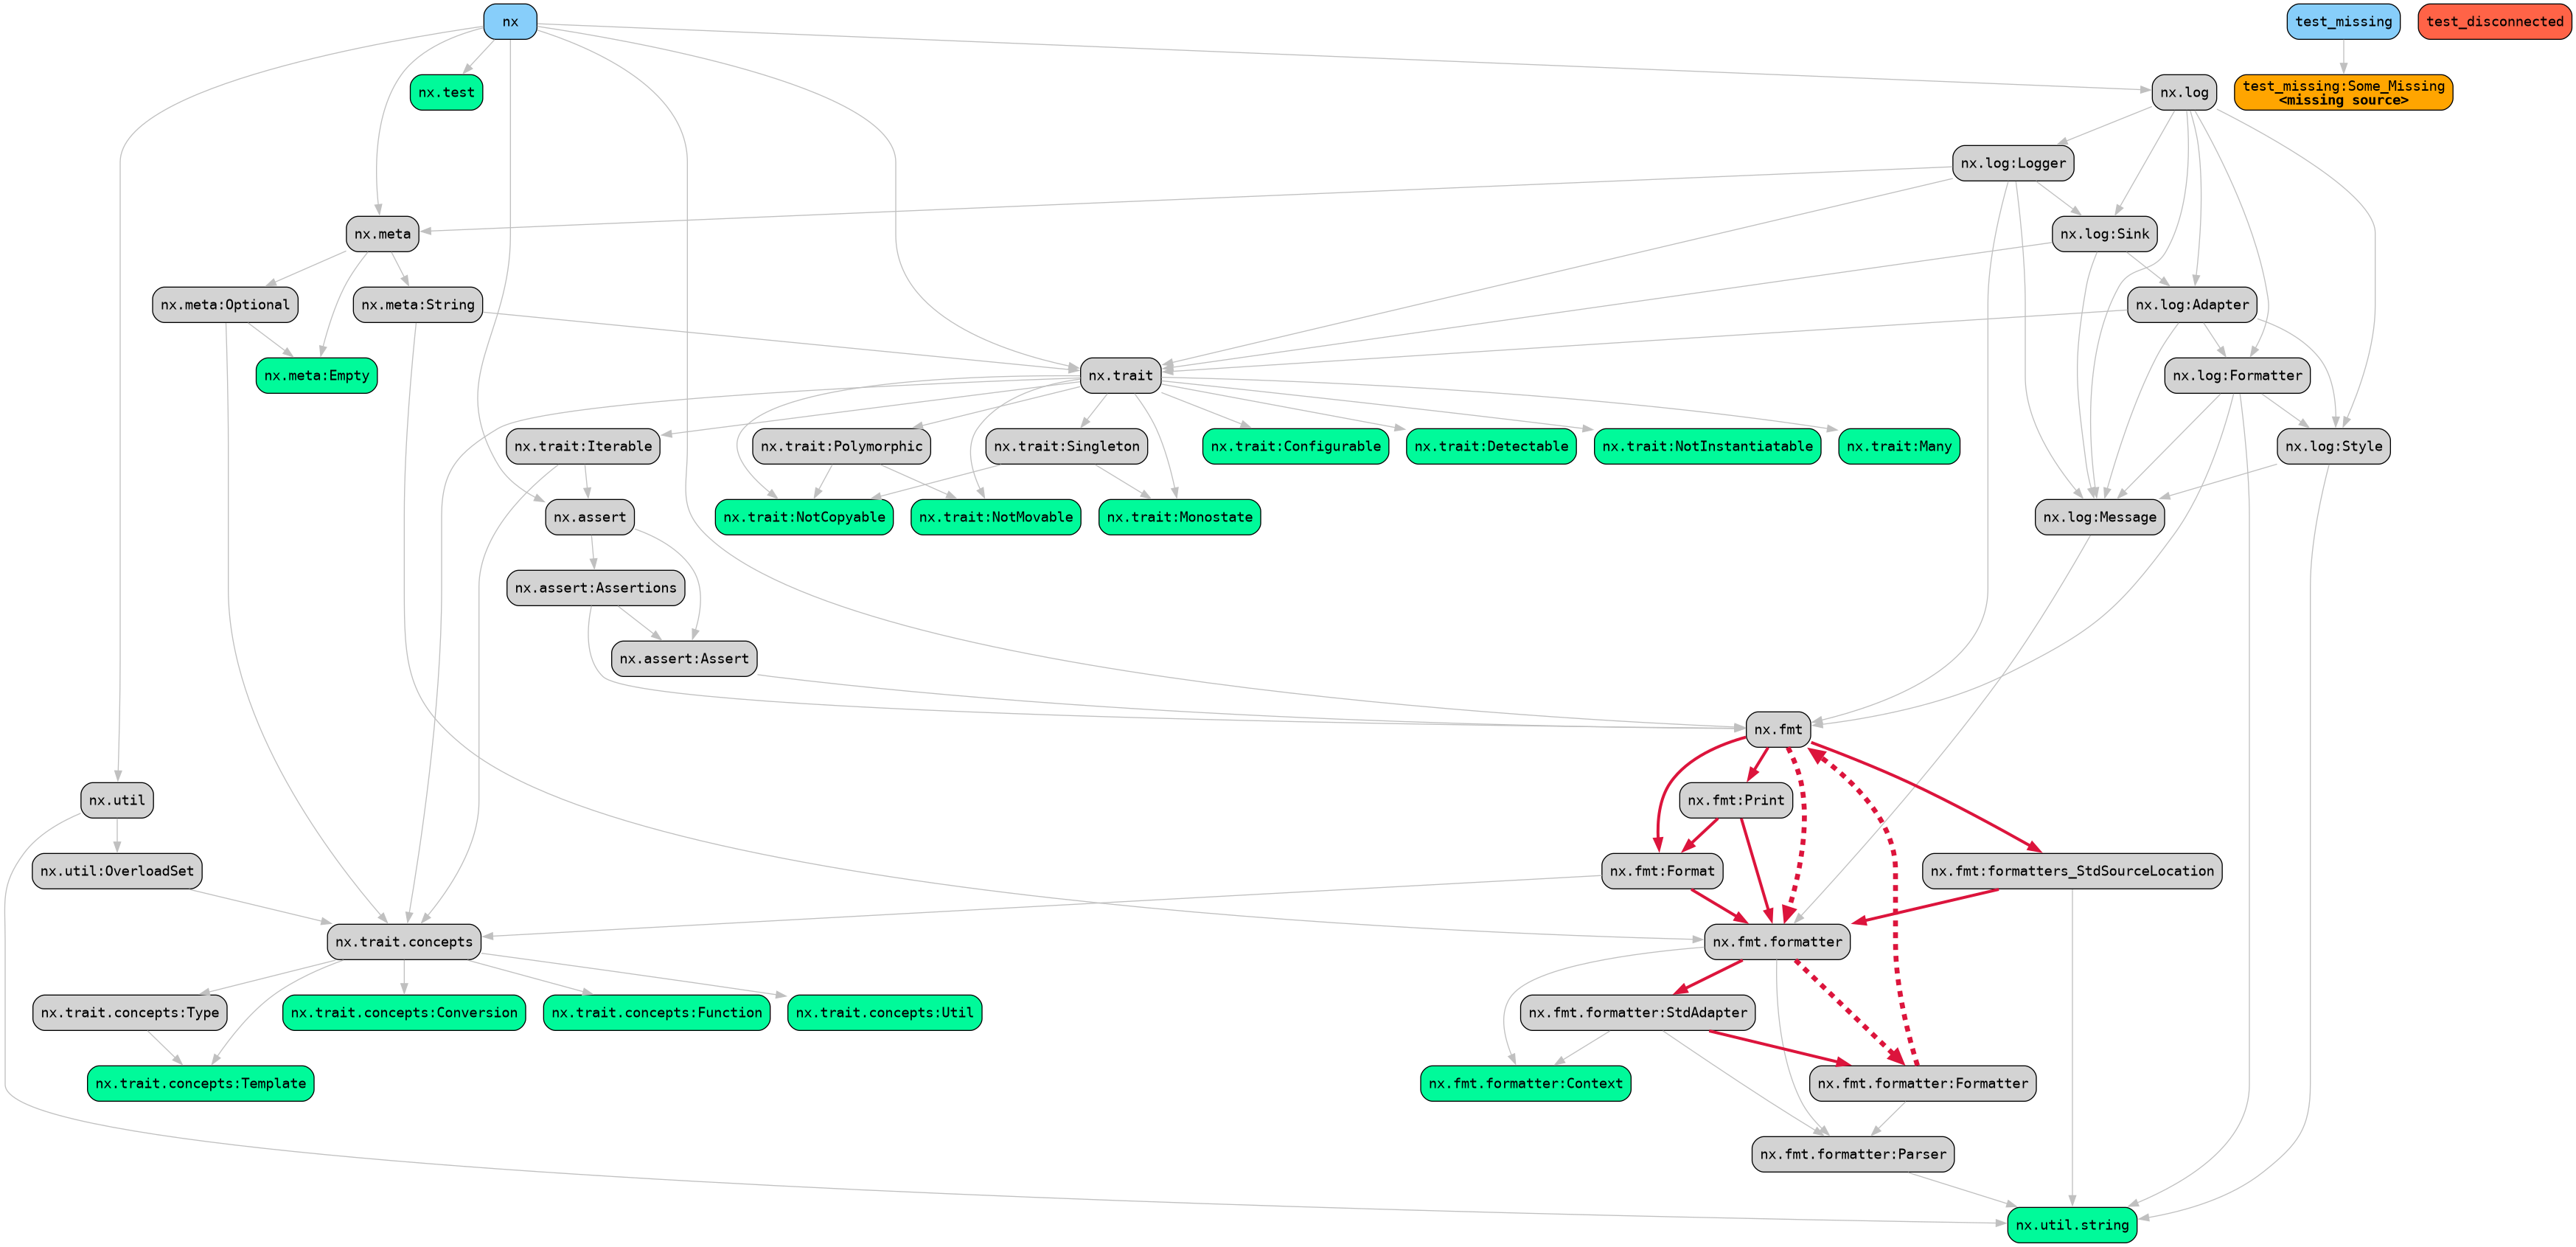 nx
test_missing
test_disconnected
nx.test
nx.log
test_missing:Some_Missing
<missing source>
nx.log:Logger
nx.meta
nx.log:Sink
nx.meta:Optional
nx.meta:String
nx.log:Adapter
nx.meta:Empty
nx.trait
nx.log:Formatter
nx.trait:Iterable
nx.trait:Polymorphic
nx.trait:Singleton
nx.trait:Configurable
nx.trait:Detectable
nx.trait:NotInstantiatable
nx.trait:Many
nx.log:Style
nx.assert
nx.trait:NotCopyable
nx.trait:NotMovable
nx.trait:Monostate
nx.log:Message
nx.assert:Assertions
nx.assert:Assert
nx.fmt
nx.util
nx.fmt:Print
nx.util:OverloadSet
nx.fmt:Format
nx.fmt:formatters_StdSourceLocation
nx.trait.concepts
nx.fmt.formatter
nx.trait.concepts:Type
nx.trait.concepts:Conversion
nx.trait.concepts:Function
nx.trait.concepts:Util
nx.fmt.formatter:StdAdapter
nx.trait.concepts:Template
nx.fmt.formatter:Context
nx.fmt.formatter:Formatter
nx.fmt.formatter:Parser
nx.util.string